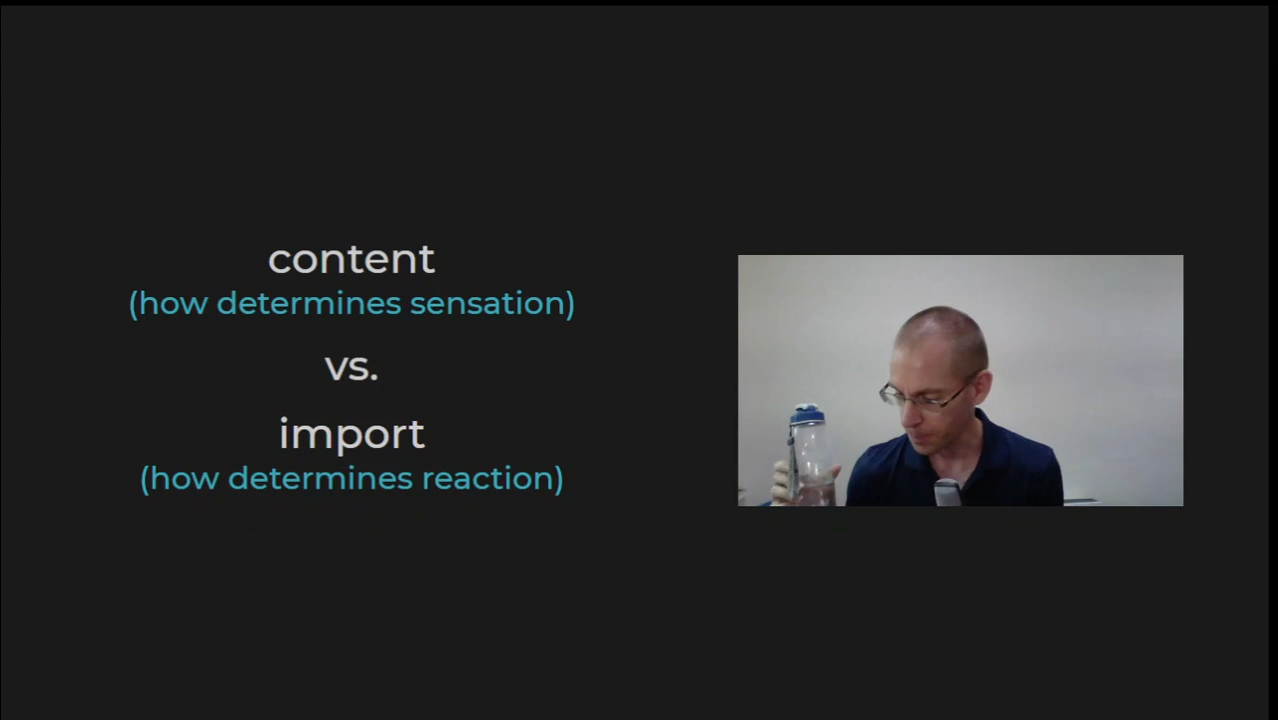 content
(how determines sensation)
vs.
import
(how determines reaction)